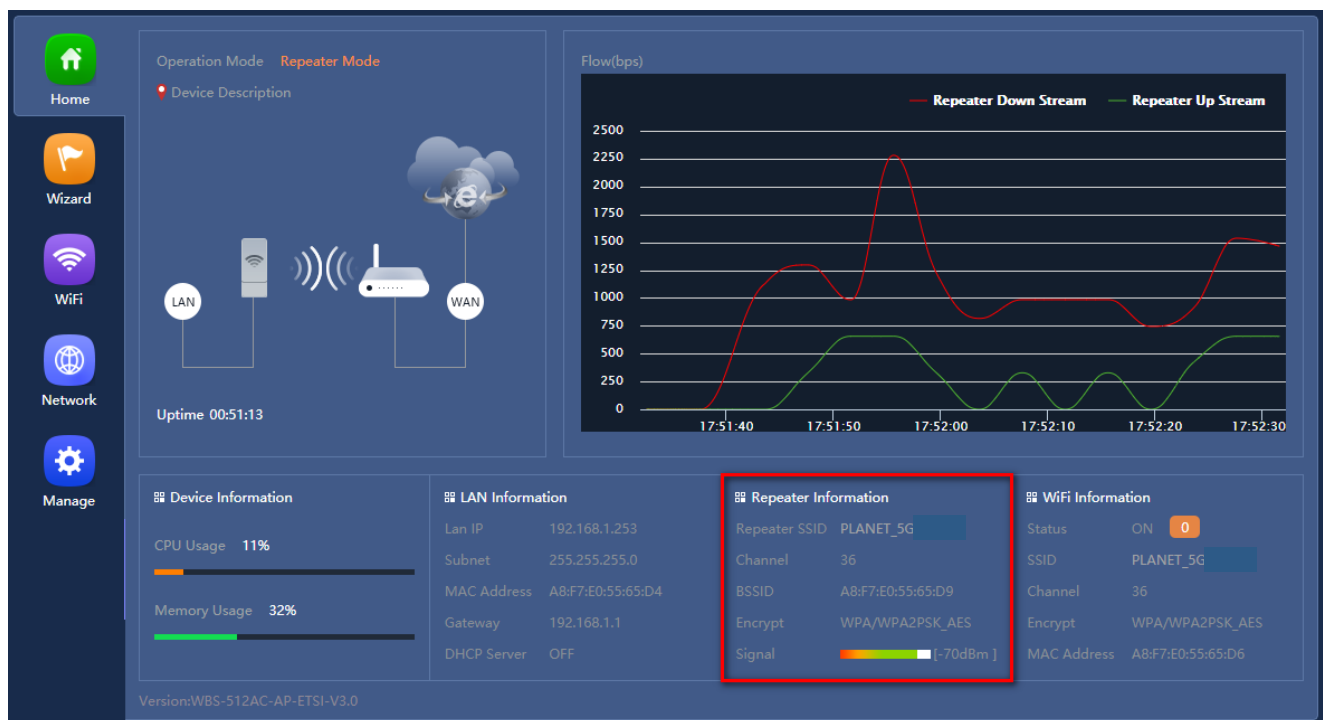 Home
Wizard
WiFi
Network
Manage
Operation Mode Repeater Mode
Device Description
LAN
WAN
Uptime 00:51:13
Flow(bps)
Repeater Down Stream Repeater Up Stream
2500
2250
2000
1750
1500
1250
1000
750
500
250
0
17:51:40 17:51:50 17:52:00 17:52:10 17:52:20 17:52:30
Device Information
CPU Usage 11%
Memory Usage 32%
LAN Information
Lan IP 192.168.1.253
Subnet 255.255.255.0
MAC Address A8:F7:E0:55:65:D4
Gateway 192.168.1.1
DHCP Server OFF
Repeater Information
Repeater SSID PLANET_5G
Channel 36
BSSID A8:F7:E0:55:65:D9
Encrypt WPA/WPA2PSK_AES
Signal [-70dBm ]
WiFi Information
Status ON 0
SSID PLANET_5G
Channel 36
Encrypt WPA/WPA2PSK_AES
MAC Address A8:F7:E0:55:65:D6
Version:WBS-512AC-AP-ETSI-V3.0